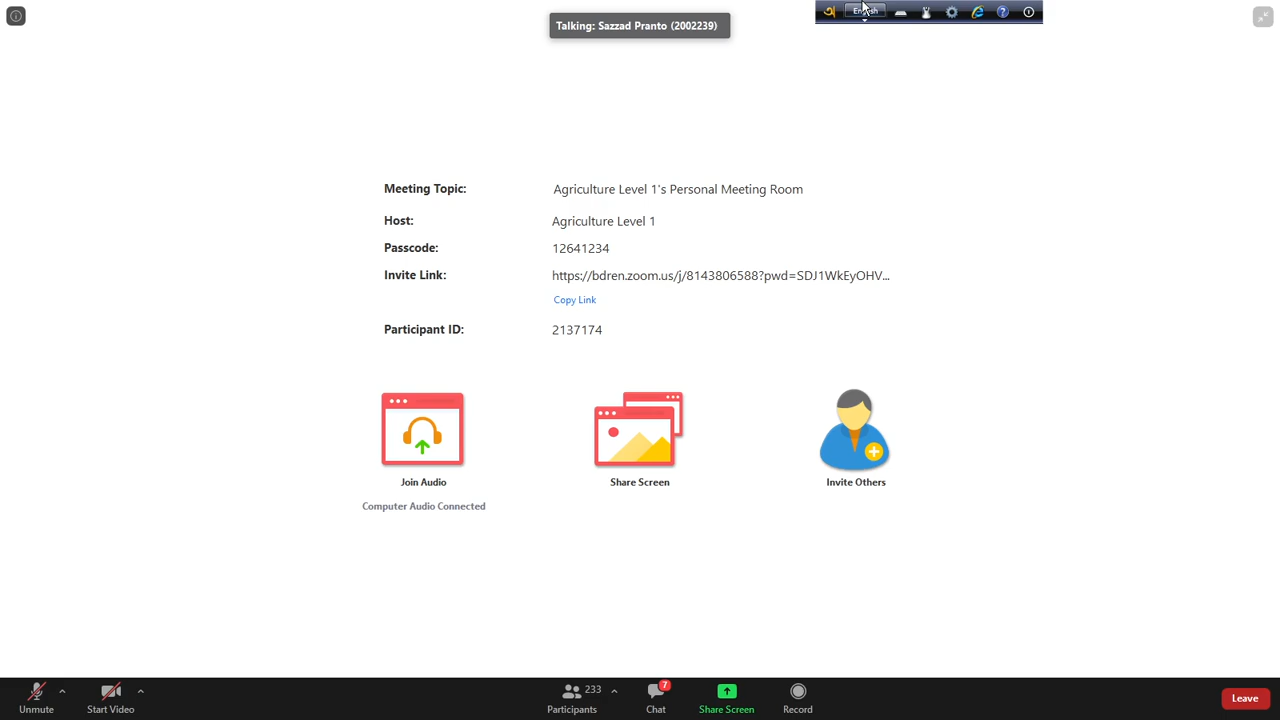 Talking: Sazzad Pranto (2002239)
অ English
Meeting Topic: Agriculture Level 1's Personal Meeting Room
Host: Agriculture Level 1
Passcode: 12641234
Invite Link: https://bdren.zoom.us/j/8143806588?pwd=SDJ1WkEyOHV...
Copy Link
Participant ID: 2137174
Join Audio Share Screen Invite Others
Computer Audio Connected
233 7
Unmute Start Video Participants Chat Share Screen Record Leave